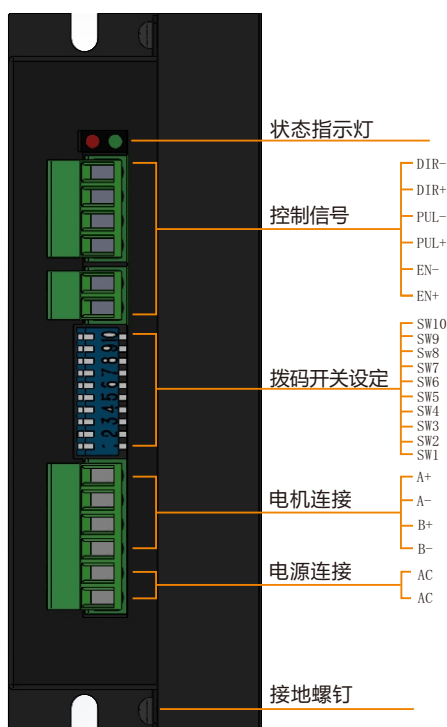 状态指示灯
控制信号
DIR-
DIR+
PUL-
PUL+
EN-
EN+
拨码开关设定
SW10
SW9
Sw8
SW7
SW6
SW5
SW4
SW3
SW2
SW1
12345678910
电机连接
A+
A-
B+
B-
电源连接
AC
AC
接地螺钉